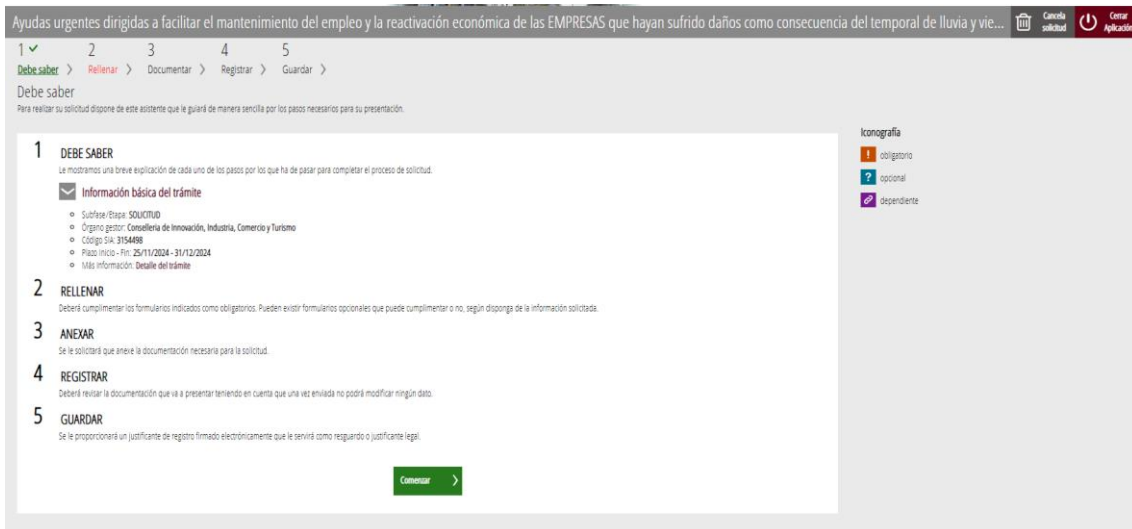 Ayudas urgentes dirigidas a facilitar el mantenimiento del empleo y la reactivación económica de las EMPRESAS que hayan sufrido daños como consecuencia del temporal de lluvia y vie...
Cancela solicitud
Cerrar Aplicación
1 2 3 4 5
Debe saber > Rellenar > Documentar > Registrar > Guardar >
Debe saber
Para realizar su solicitud dispone de este asistente que le guiará de manera sencilla por los pasos necesarios para su presentación.
1 DEBE SABER
Le mostramos una breve explicación de cada uno de los pasos por los que ha de pasar para completar el proceso de solicitud.
Información básica del trámite
Subfase/Etapa: SOLICITUD
Órgano gestor: Conselleria de Innovación, Industria, Comercio y Turismo
Código SIA: 3154498
Plazo Inicio - Fin: 25/11/2024 - 31/12/2024
Más información: Detalle del trámite
2 RELLENAR
Deberá cumplimentar los formularios indicados como obligatorios. Pueden existir formularios opcionales que puede cumplimentar o no, según disponga de la información solicitada.
3 ANEXAR
Se le solicitará que anexe la documentación necesaria para la solicitud.
4 REGISTRAR
Deberá revisar la documentación que va a presentar teniendo en cuenta que una vez enviada no podrá modificar ningún dato.
5 GUARDAR
Se le proporcionará un justificante de registro firmado electrónicamente que le servirá como resguardo o justificante legal.
Comenzar >
Iconografía
! obligatorio
? opcional
dependiente